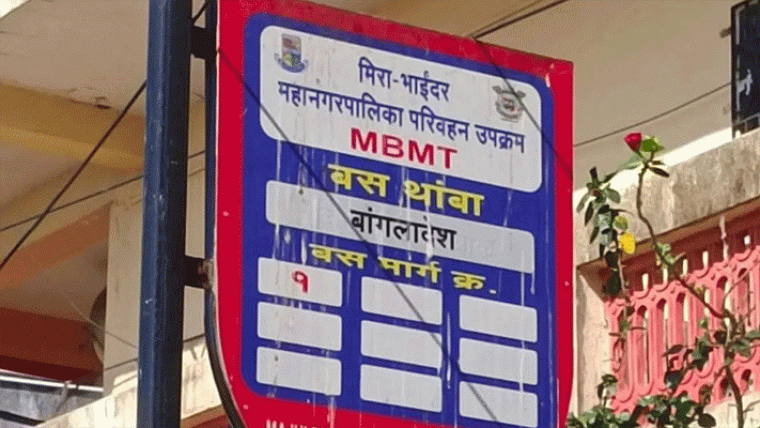 मिरा-भाईंदर
महानगरपालिका परिवहन उपक्रम
MBMT
बस थांबा
बांगलादेश
बस मार्ग क्र.
१